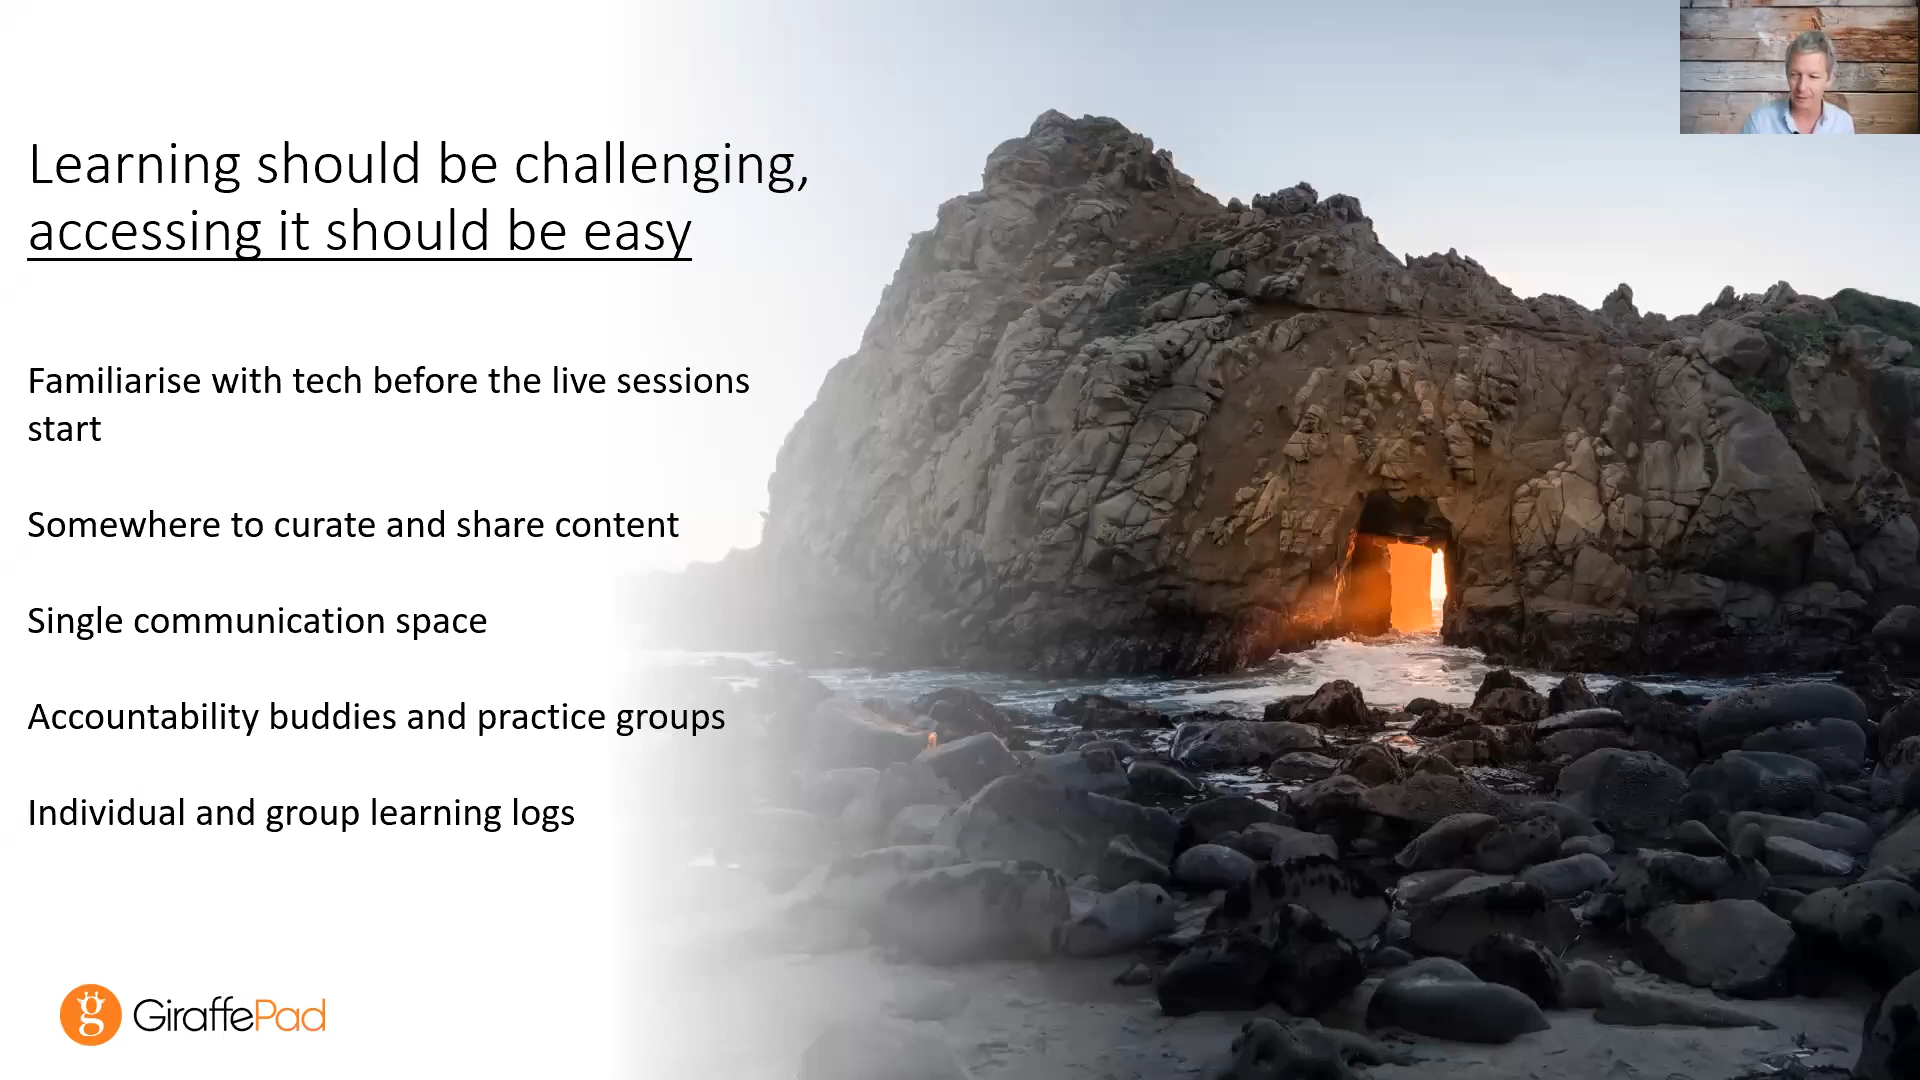 Learning should be challenging,
accessing it should be easy
Familiarise with tech before the live sessions
start
Somewhere to curate and share content
Single communication space
Accountability buddies and practice groups
Individual and group learning logs
g GiraffePad